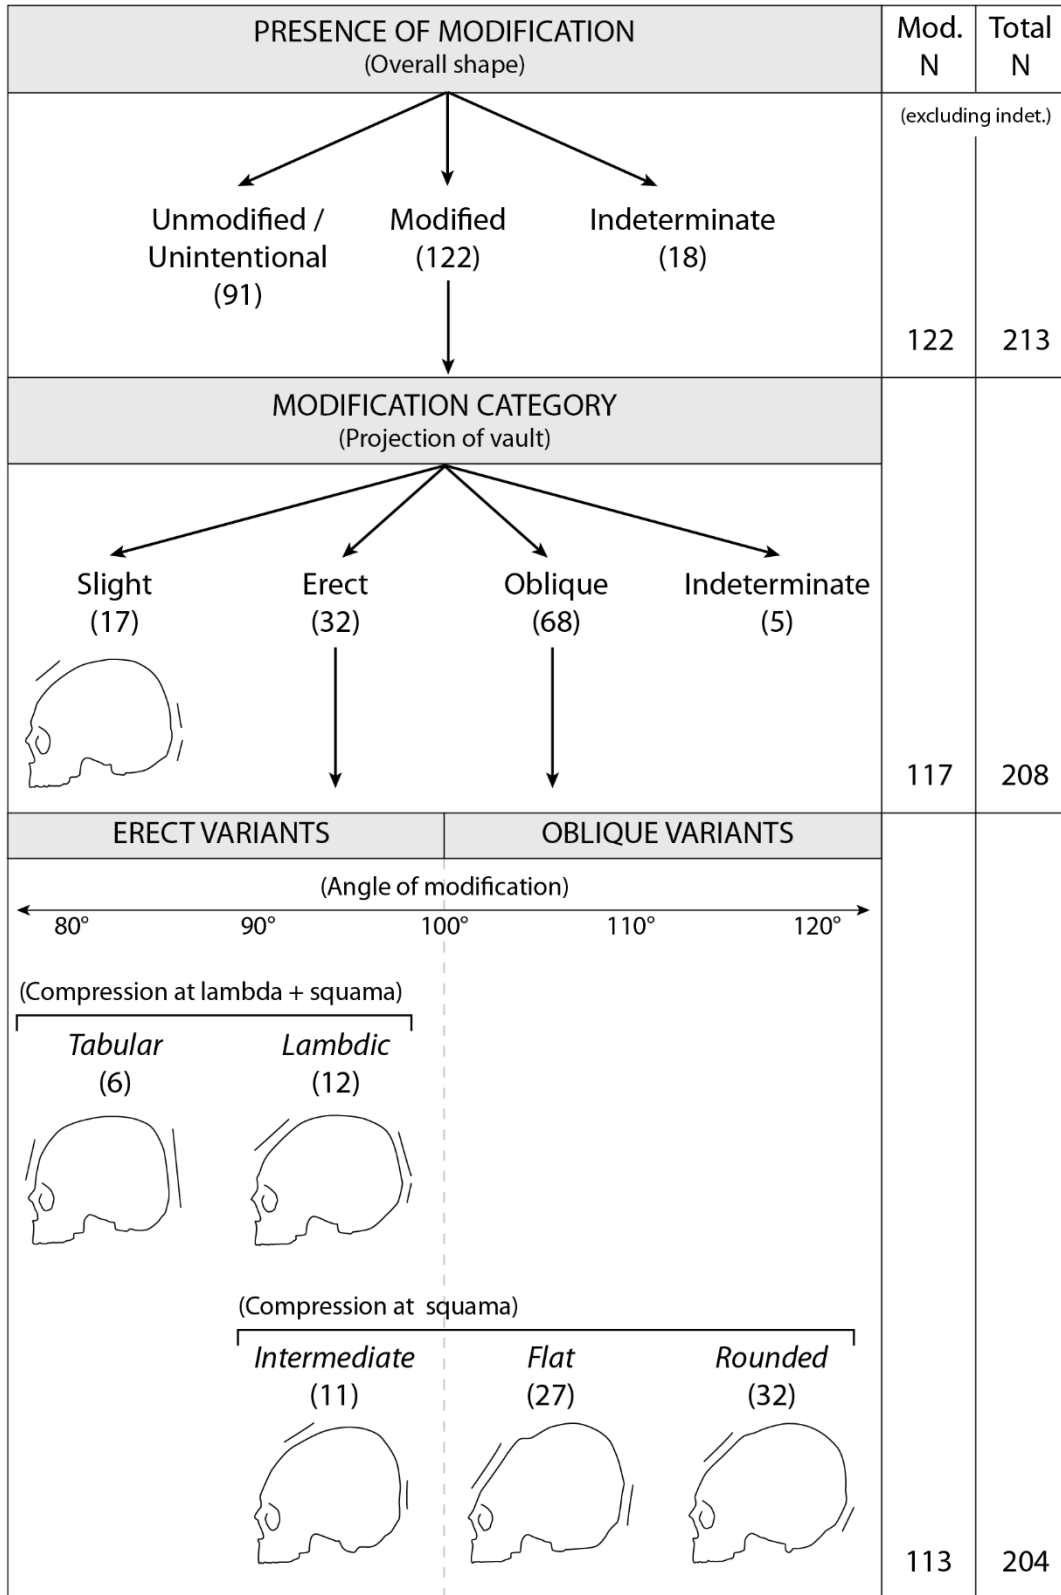 PRESENCE OF MODIFICATION
(Overall shape)
Mod.
N
Total
N
(excluding indet.)
Unmodified /
Unintentional
(91)
Modified
(122)
Indeterminate
(18)
122
213
MODIFICATION CATEGORY
(Projection of vault)
Slight
(17)
Erect
(32)
Oblique
(68)
Indeterminate
(5)
117
208
ERECT VARIANTS
OBLIQUE VARIANTS
(Angle of modification)
80° 90° 100° 110° 120°
(Compression at lambda + squama)
Tabular
(6)
Lambdic
(12)
(Compression at squama)
Intermediate
(11)
Flat
(27)
Rounded
(32)
113
204